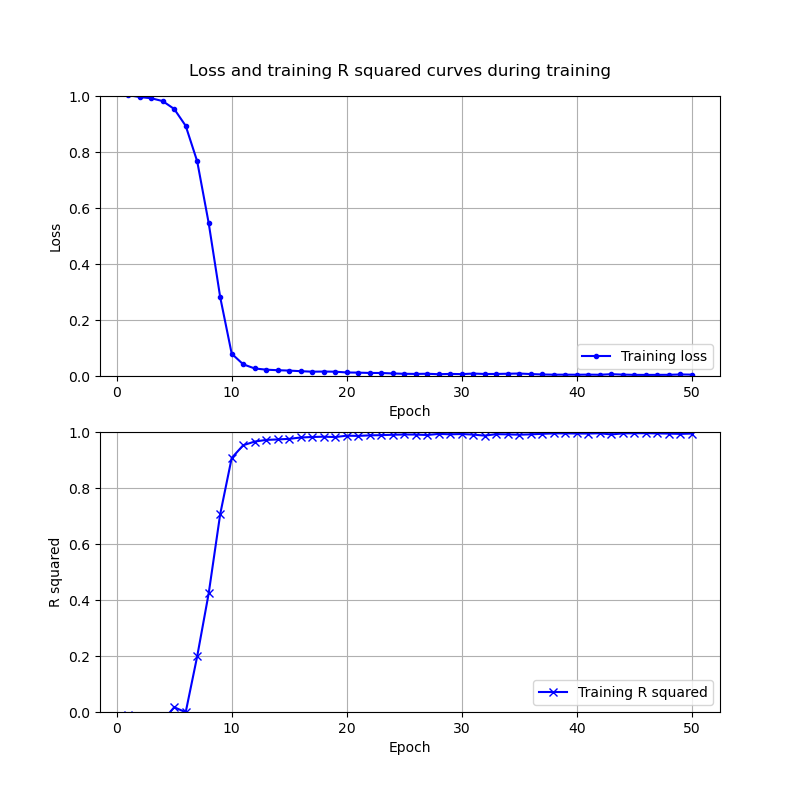 Loss and training R squared curves during training
1.0
0.8
0.6
0.4
0.2
0.0
Loss
Training loss
0 10 20 30 40 50
Epoch
1.0
0.8
0.6
0.4
0.2
0.0
R squared
Training R squared
0 10 20 30 40 50
Epoch